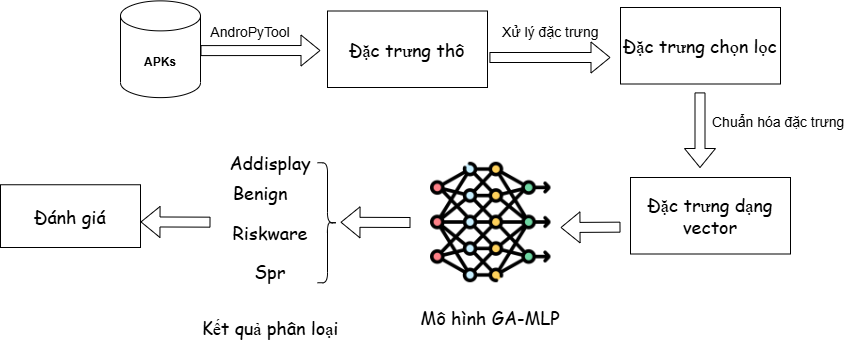 APKs
AndroPyTool
Đặc trưng thô
Xử lý đặc trưng
Đặc trưng chọn lọc
Chuẩn hóa đặc trưng
Đặc trưng dạng
vector
Mô hình GA-MLP
Addisplay
Benign
Riskware
Spr
Kết quả phân loại
Đánh giá